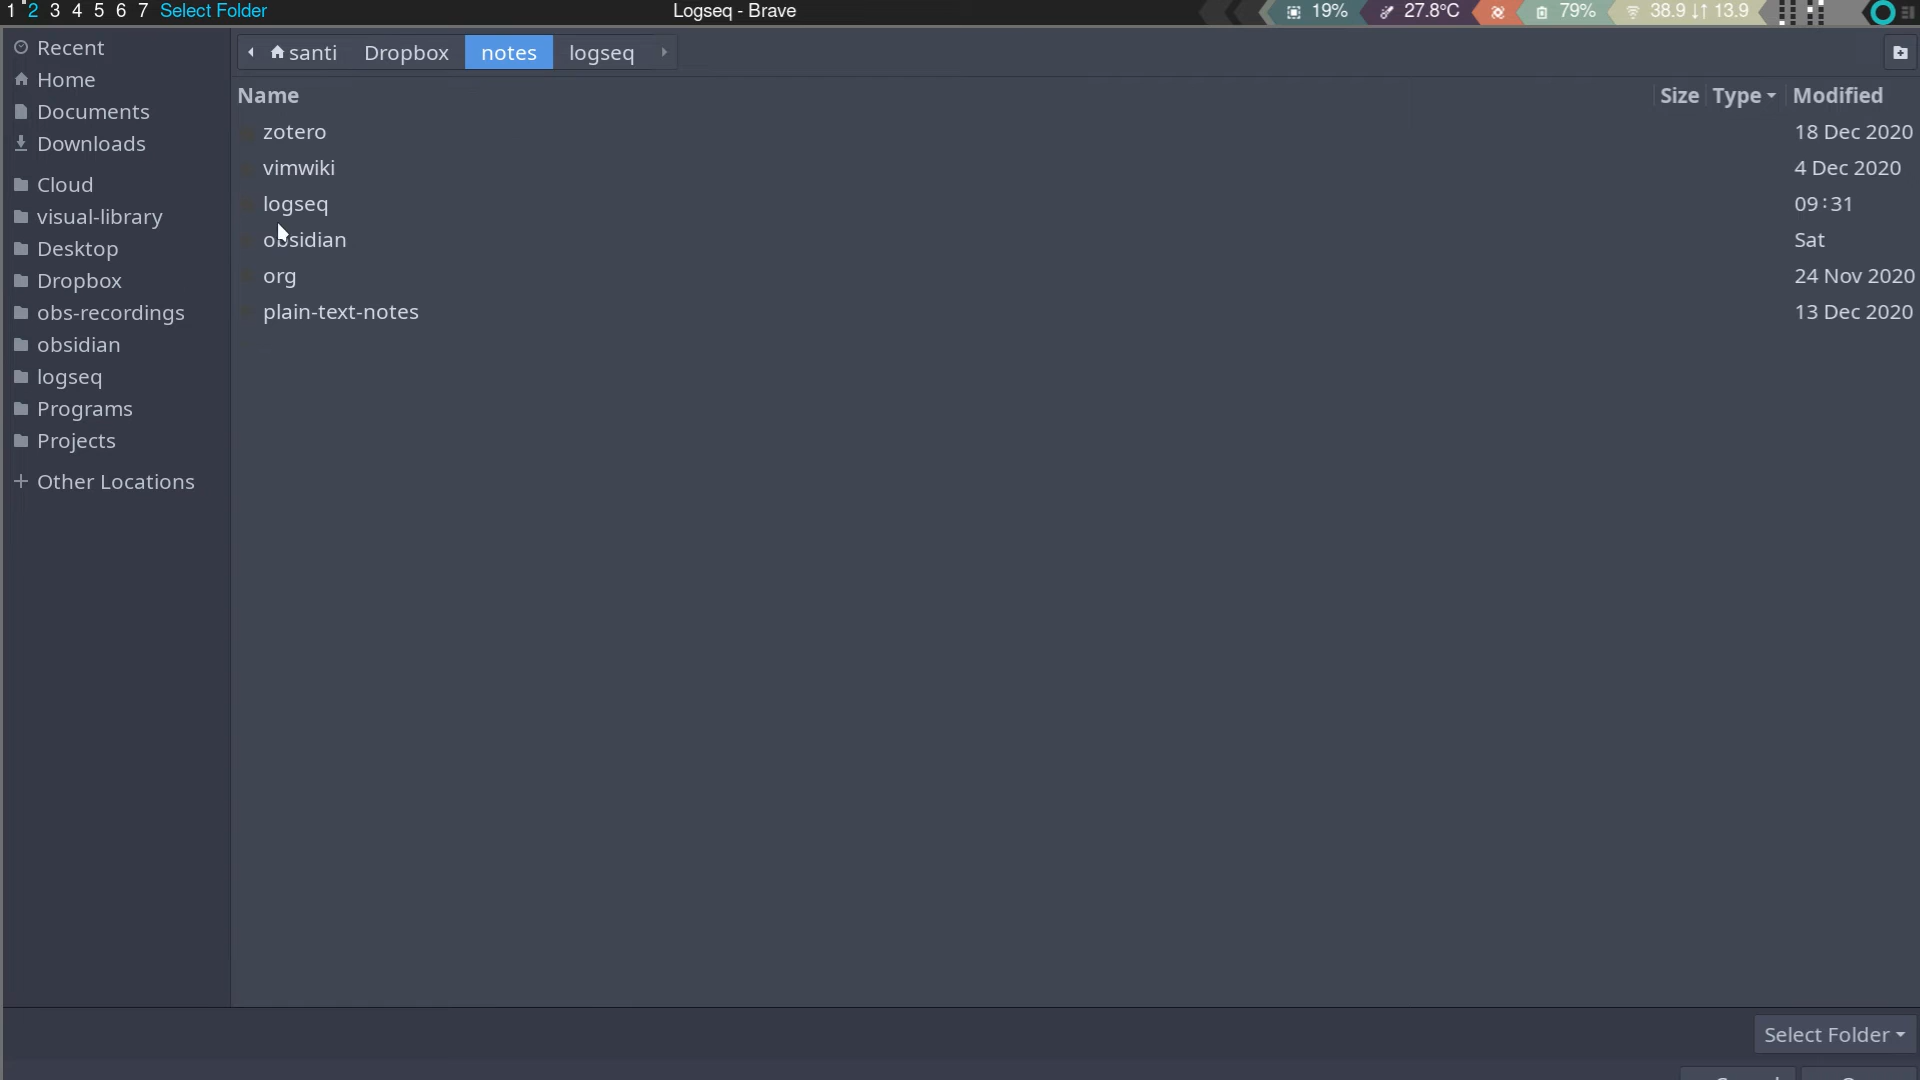 1 2 3 4 5 6 7 Select Folder Logseq - Brave 19% 27.8°C 79% 38.9 ↓↑ 13.9
santi Dropbox notes logseq
Recent
Home
Documents
Downloads
Cloud
visual-library
Desktop
Dropbox
obs-recordings
obsidian
logseq
Programs
Projects
Other Locations
Name Size Type Modified
zotero 18 Dec 2020
vimwiki 4 Dec 2020
logseq 09:31
obsidian Sat
org 24 Nov 2020
plain-text-notes 13 Dec 2020
Select Folder